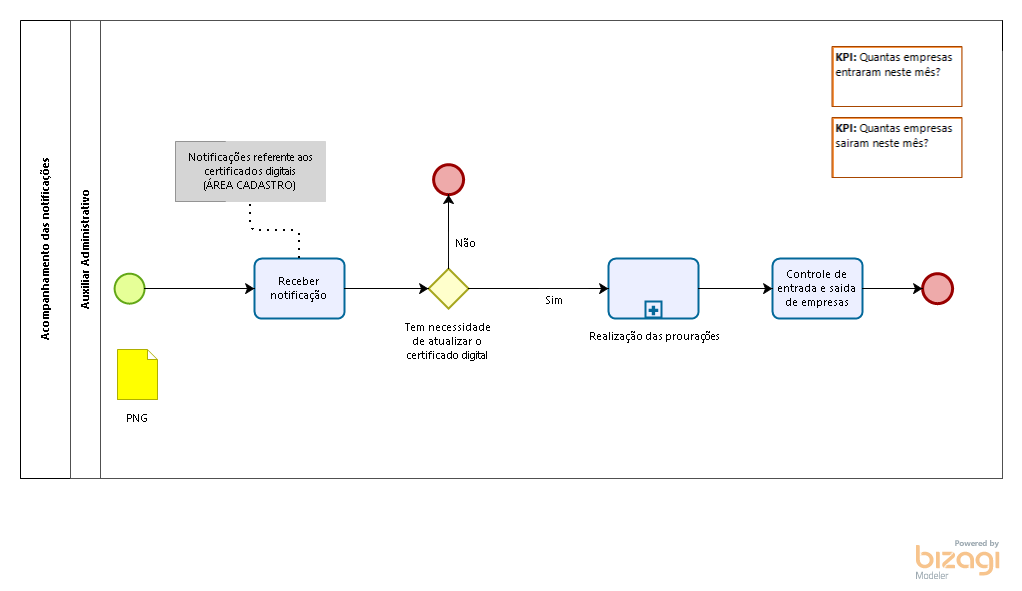 Acompanhamento das notificações
Auxiliar Administrativo
KPI: Quantas empresas
entraram neste mês?
KPI: Quantas empresas
sairam neste mês?
Notificações referente aos
certificados digitais
(ÁREA CADASTRO)
Não
Receber
notificação
Sim
Controle de
entrada e saida
de empresas
Tem necessidade
de atualizar o
certificado digital
Realização das prourações
PNG
Powered by
bizagi
Modeler